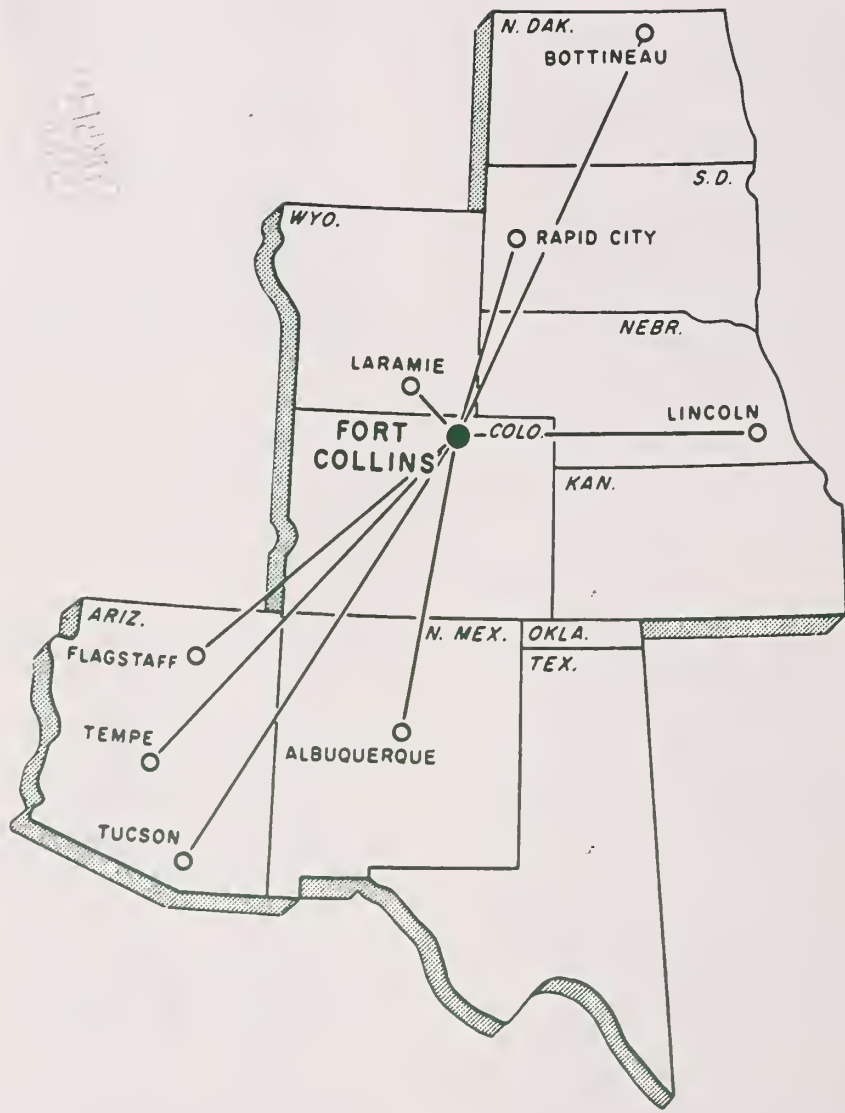 N. DAK.
BOTTINEAU
S.D.
WYO.
RAPID CITY
NEBR.
LARAMIE
LINCOLN
FORT
COLLINS
COLO.
KAN.
ARIZ.
N. MEX.
OKLA.
FLAGSTAFF
TEX.
TEMPE
ALBUQUERQUE
TUCSON